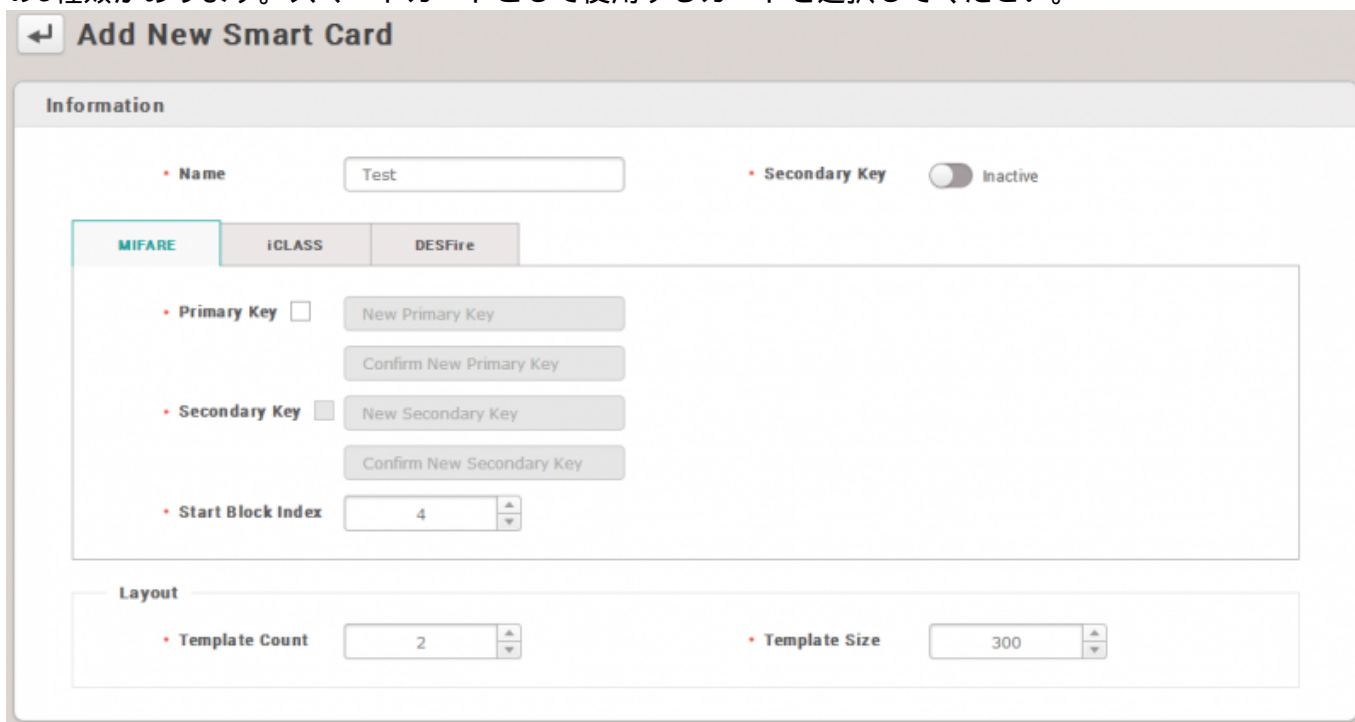 Add New Smart Card
Information
• Name Test • Secondary Key Inactive
MIFARE iCLASS DESFire
• Primary Key New Primary Key
Confirm New Primary Key
• Secondary Key New Secondary Key
Confirm New Secondary Key
• Start Block Index 4
Layout
• Template Count 2 • Template Size 300